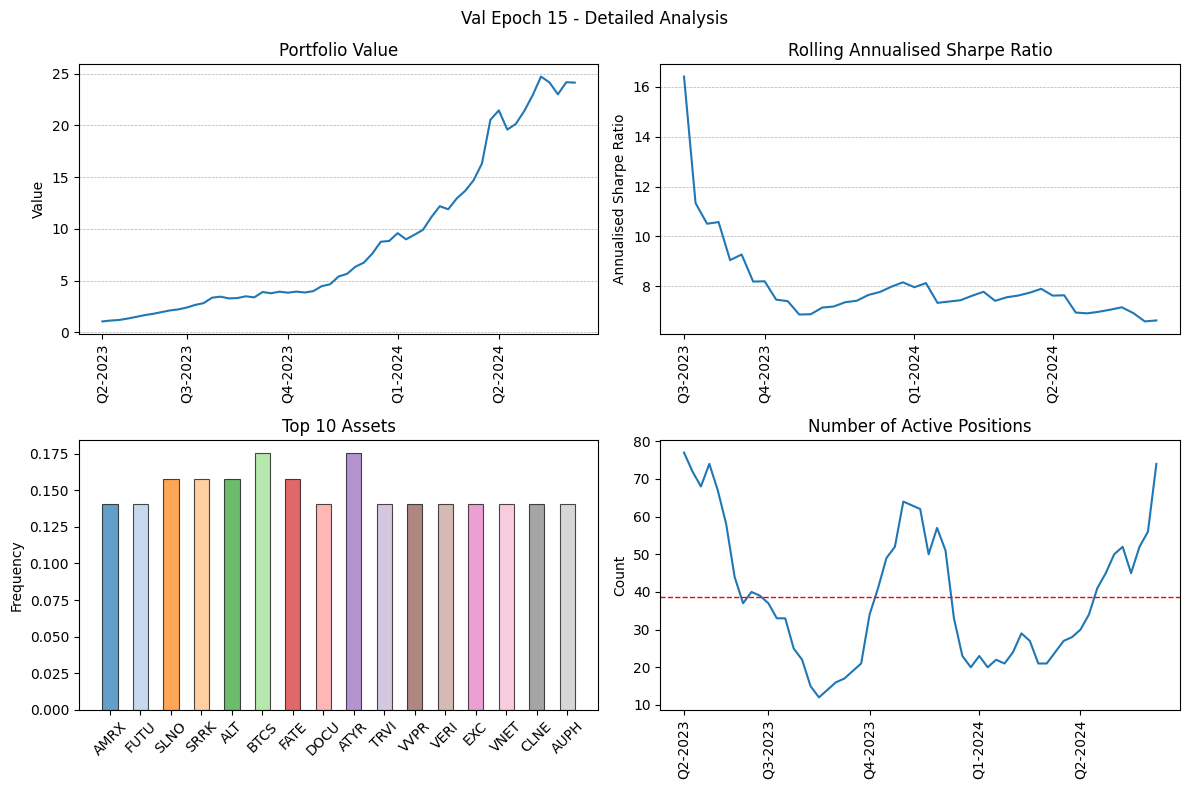 Val Epoch 15 - Detailed Analysis
Portfolio Value
Value
25
20
15
10
5
0
Q2-2023
Q3-2023
Q4-2023
Q1-2024
Q2-2024
Rolling Annualised Sharpe Ratio
Annualised Sharpe Ratio
16
14
12
10
8
Q3-2023
Q4-2023
Q1-2024
Q2-2024
Top 10 Assets
Frequency
0.175
0.150
0.125
0.100
0.075
0.050
0.025
0.000
AMRX
FUTU
SLNO
SRRK
ALT
BTCS
FATE
DOCU
ATYR
TRVI
VVPR
VERI
EXC
VNET
CLNE
AUPH
Number of Active Positions
Count
80
70
60
50
40
30
20
10
Q2-2023
Q3-2023
Q4-2023
Q1-2024
Q2-2024